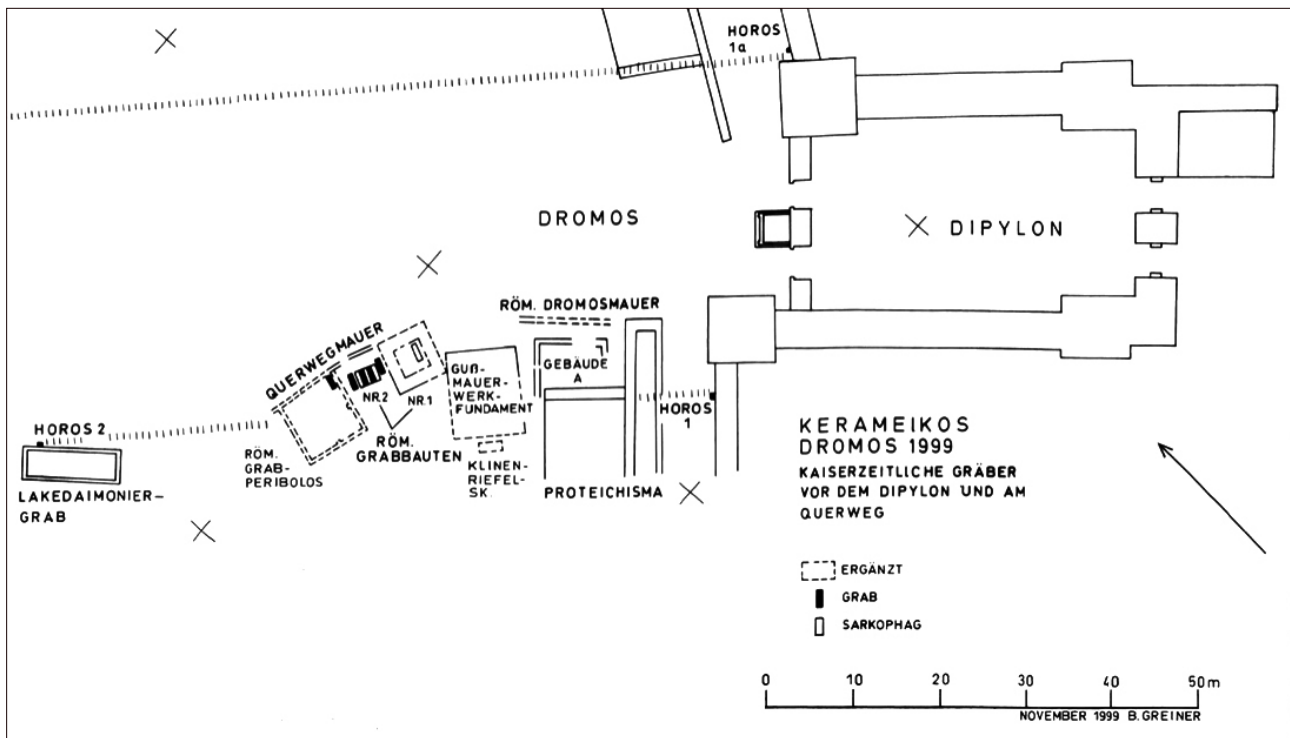 HOROS
1a
DROMOS
DIPYLON
RÖM. DROMOSMAUER
QUERWEGMAUER
GEBÄUDE
A
GUß-
MAUER-
WERK-
FUNDAMENT
NR.2
NR.1
HOROS
1
HOROS 2
RÖM.
GRABBAUTEN
RÖM.
GRAB-
PERIBOLOS
KLINEN-
RIEFEL-
SK.
PROTEICHISMA
LAKEDAIMONIER-
GRAB
KERAMEIKOS
DROMOS 1999
KAISERZEITLICHE GRÄBER
VOR DEM DIPYLON UND AM
QUERWEG
ERGÄNZT
GRAB
SARKOPHAG
0 10 20 30 40 50 m
NOVEMBER 1999 B. GREINER